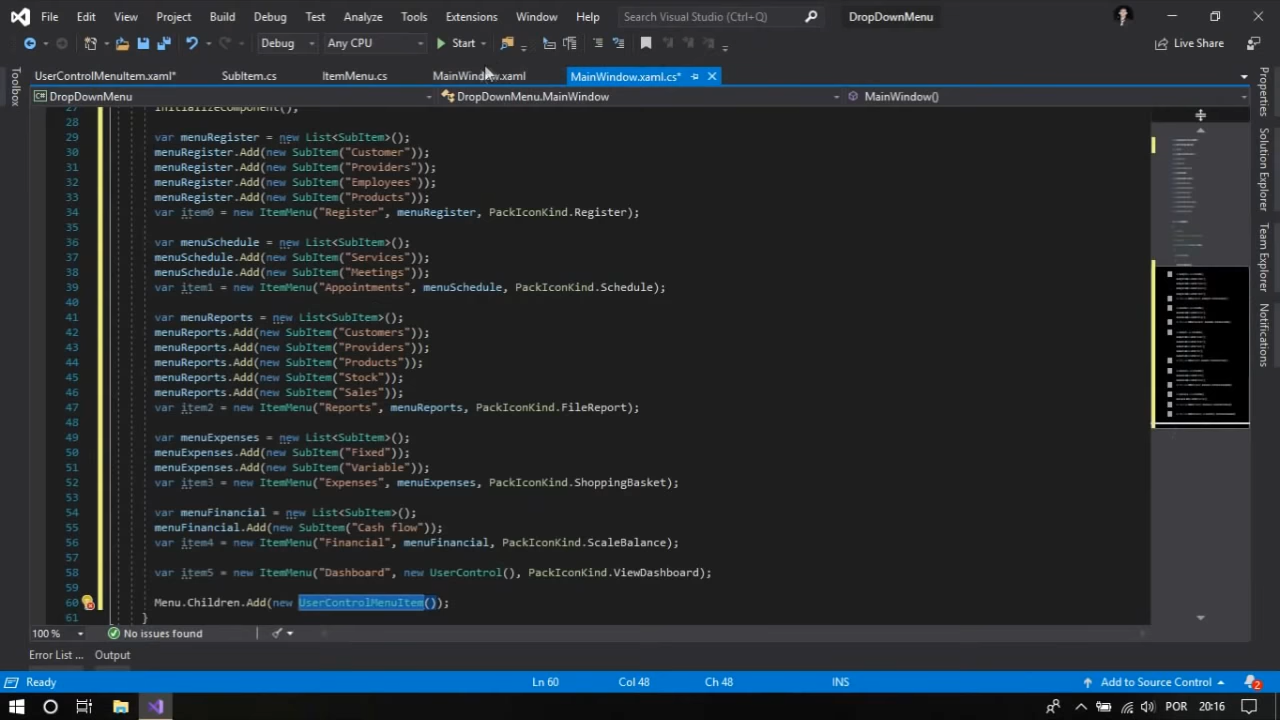 File Edit View Project Build Debug Test Analyze Tools Extensions Window Help Search Visual Studio (Ctrl+Q) DropDownMenu
Debug Any CPU Start Live Share
UserControlMenuItem.xaml* SubItem.cs ItemMenu.cs MainWindow.xaml MainWindow.xaml.cs*
DropDownMenu DropDownMenu.MainWindow MainWindow()
Toolbox
Properties
Solution Explorer
Team Explorer
Notifications
27 InitializeComponent();
28
29 var menuRegister = new List<SubItem>();
30 menuRegister.Add(new SubItem("Customer"));
31 menuRegister.Add(new SubItem("Providers"));
32 menuRegister.Add(new SubItem("Employees"));
33 menuRegister.Add(new SubItem("Products"));
34 var item0 = new ItemMenu("Register", menuRegister, PackIconKind.Register);
35
36 var menuSchedule = new List<SubItem>();
37 menuSchedule.Add(new SubItem("Services"));
38 menuSchedule.Add(new SubItem("Meetings"));
39 var item1 = new ItemMenu("Appointments", menuSchedule, PackIconKind.Schedule);
40
41 var menuReports = new List<SubItem>();
42 menuReports.Add(new SubItem("Customers"));
43 menuReports.Add(new SubItem("Providers"));
44 menuReports.Add(new SubItem("Products"));
45 menuReports.Add(new SubItem("Stock"));
46 menuReports.Add(new SubItem("Sales"));
47 var item2 = new ItemMenu("Reports", menuReports, PackIconKind.FileReport);
48
49 var menuExpenses = new List<SubItem>();
50 menuExpenses.Add(new SubItem("Fixed"));
51 menuExpenses.Add(new SubItem("Variable"));
52 var item3 = new ItemMenu("Expenses", menuExpenses, PackIconKind.ShoppingBasket);
53
54 var menuFinancial = new List<SubItem>();
55 menuFinancial.Add(new SubItem("Cash flow"));
56 var item4 = new ItemMenu("Financial", menuFinancial, PackIconKind.ScaleBalance);
57
58 var item5 = new ItemMenu("Dashboard", new UserControl(), PackIconKind.ViewDashboard);
59
60 Menu.Children.Add(new UserControlMenuItem());
61 }
100 % No issues found
Error List ... Output
Ready Ln 60 Col 48 Ch 48 INS Add to Source Control 2
POR 20:16